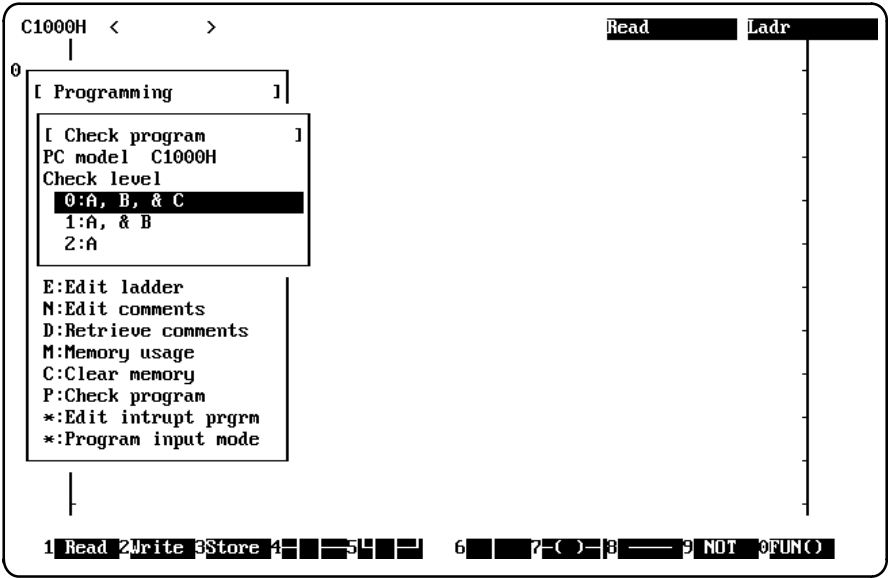 C1000H < > Read Ladr
0
[ Programming ]
[ Check program ]
PC model C1000H
Check level
0:A, B, & C
1:A, & B
2:A
E:Edit ladder
N:Edit comments
D:Retrieve comments
M:Memory usage
C:Clear memory
P:Check program
*:Edit intrupt prgrm
*:Program input mode
1 Read 2Write 3Store 4 5 6 7-( )- 8 9 NOT 0FUN()